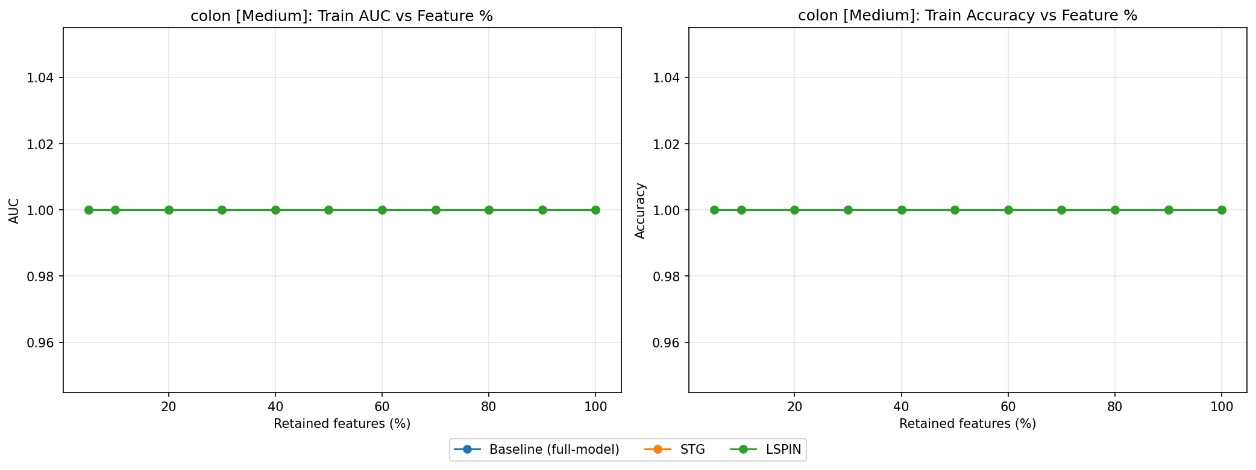 colon [Medium]: Train AUC vs Feature %
colon [Medium]: Train Accuracy vs Feature %
1.04
1.02
1.00
0.98
0.96
AUC
20
40
60
80
100
Retained features (%)
1.04
1.02
1.00
0.98
0.96
Accuracy
20
40
60
80
100
Retained features (%)
Baseline (full-model)
STG
LSPIN